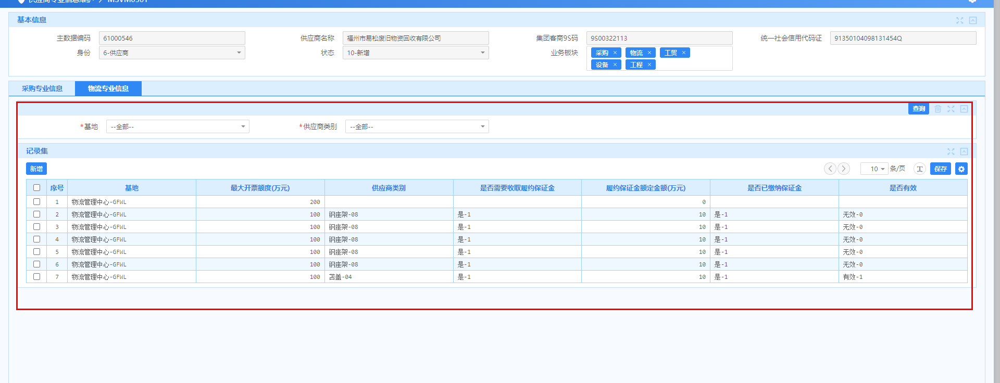 供应商专业信息维护 > MSVM0301
基本信息
主数据编码 61000546 供应商名称 福州市易松废旧物资回收有限公司 集团客商9S码 9S00322113 统一社会信用代码证 91350104098131454Q
身份 6-供应商 状态 10-新增 业务板块 采购 × 物流 × 工贸 ×
设备 × 工程 ×
采购专业信息 物流专业信息
查询
*基地 --全部-- *供应商类别 --全部--
记录集
新增 10 条/页 T 保存
序号 基地 最大开票额度(万元) 供应商类别 是否需要收取履约保证金 履约保证金额定金额(万元) 是否已缴纳保证金 是否有效
1 物流管理中心-GFWL 200 0
2 物流管理中心-GFWL 100 钢座架-08 是-1 10 是-1 无效-0
3 物流管理中心-GFWL 100 钢座架-08 是-1 10 是-1 无效-0
4 物流管理中心-GFWL 100 钢座架-08 是-1 10 是-1 无效-0
5 物流管理中心-GFWL 100 钢座架-08 是-1 10 是-1 无效-0
6 物流管理中心-GFWL 100 钢座架-08 是-1 10 是-1 无效-0
7 物流管理中心-GFWL 100 苫盖-04 是-1 10 是-1 有效-1